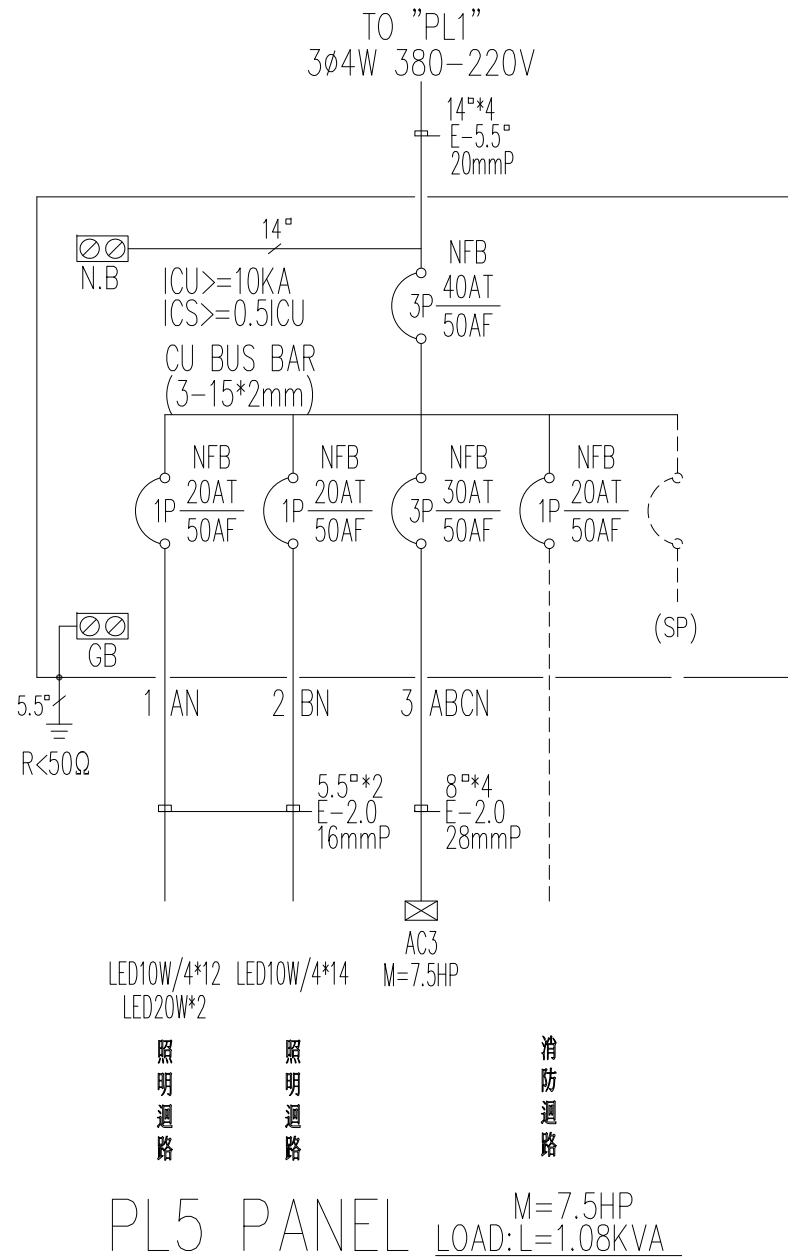 TO "PL1"
3ø4W 380-220V
14□*4
E-5.5□
20mmP
14□
N.B
ICU>=10KA
ICS>=0.5ICU
NFB
3P 40AT
50AF
CU BUS BAR
(3-15*2mm)
NFB
1P 20AT
50AF
NFB
1P 20AT
50AF
NFB
3P 30AT
50AF
NFB
1P 20AT
50AF
(SP)
GB
5.5□
R<50Ω
1 AN
2 BN
3 ABCN
5.5□*2
E-2.0
16mmP
8□*4
E-2.0
28mmP
LED10W/4*12
LED20W*2
LED10W/4*14
AC3
M=7.5HP
照明迴路
照明迴路
消防迴路
PL5 PANEL
M=7.5HP
LOAD:L=1.08KVA